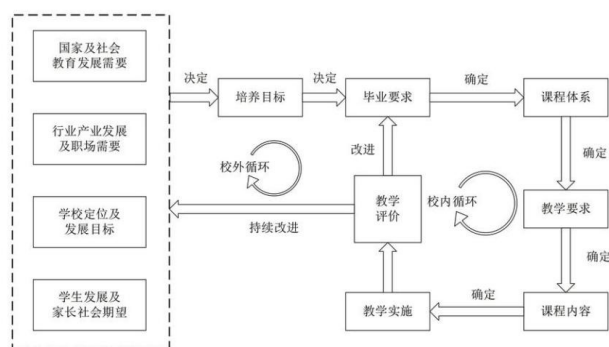 国家及社会
教育发展需要
行业产业发展
及职场需要
学校定位及
发展目标
学生发展及
家长社会期望
决定
培养目标
决定
毕业要求
确定
课程体系
确定
教学要求
确定
课程内容
确定
教学实施
教学
评价
改进
持续改进
校外循环
校内循环